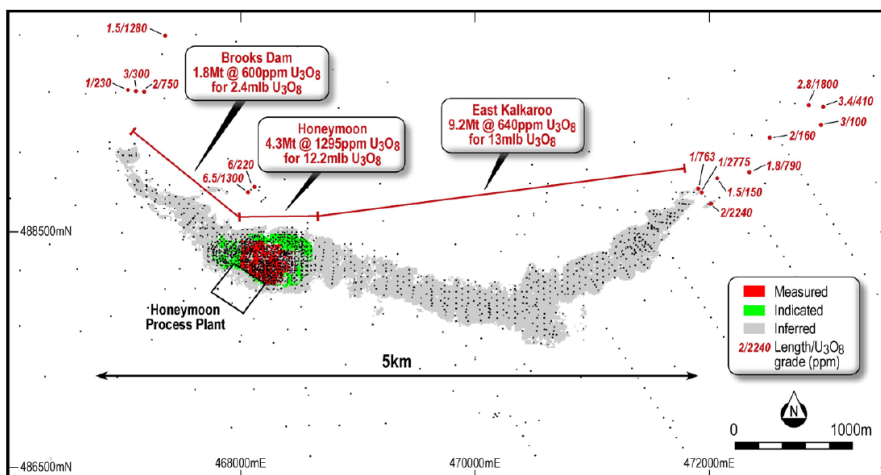 1.5/1280
1/230
3/300
2/750
Brooks Dam
1.8Mt @ 600ppm U₃O₈
for 2.4mlb U₃O₈
Honeymoon
4.3Mt @ 1295ppm U₃O₈
for 12.2mlb U₃O₈
East Kalkaroo
9.2Mt @ 640ppm U₃O₈
for 13mlb U₃O₈
2.8/1800
3.4/410
3/100
2/160
1.8/790
1/763
1/2775
1.5/150
2/2240
6/220
6.5/1300
488500mN
Honeymoon
Process Plant
5km
Measured
Indicated
Inferred
2/2240 Length/U₃O₈
grade (ppm)
N
0 1000m
486500mN
468000mE
470000mE
472000mE